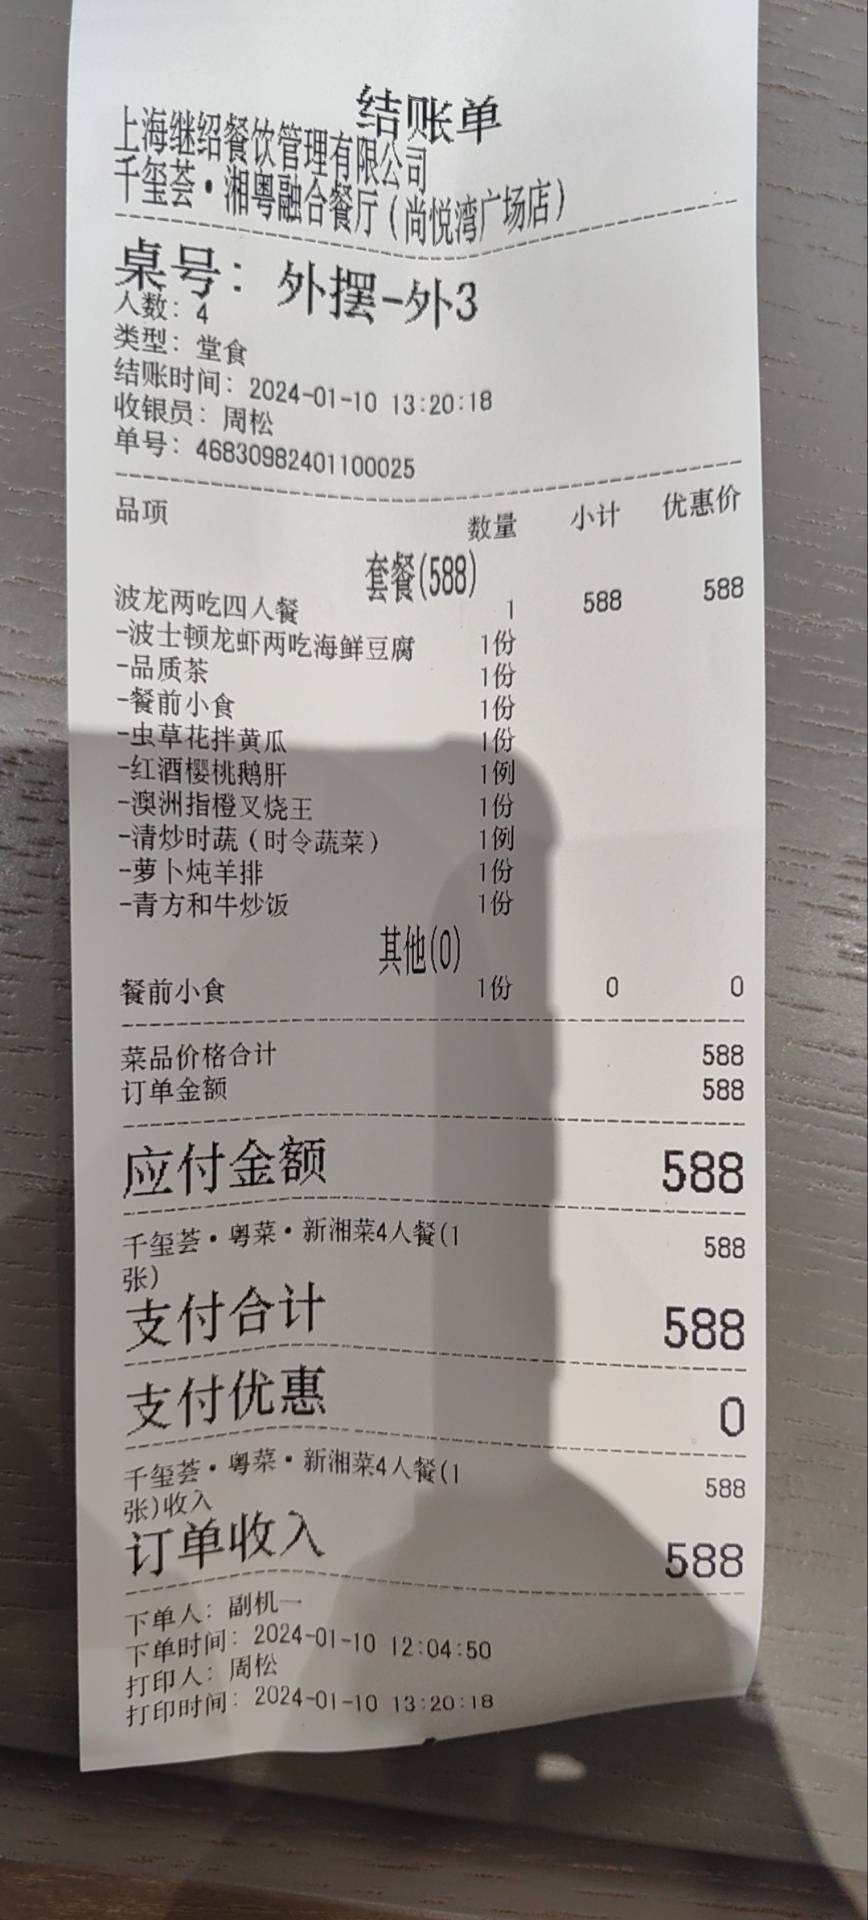 结账单
上海继绍餐饮管理有限公司
千玺荟·湘粤融合餐厅(尚悦湾广场店)
桌号: 外摆-外3
人数: 4
类型: 堂食
结账时间: 2024-01-10 13:20:18
收银员: 周松
单号: 46830982401100025
品项 数量 小计 优惠价
套餐(588)
波龙两吃四人餐 1 588 588
-波士顿龙虾两吃海鲜豆腐 1份
-品质茶 1份
-餐前小食 1份
-虫草花拌黄瓜 1份
-红酒樱桃鹅肝 1例
-澳洲指橙叉烧王 1份
-清炒时蔬(时令蔬菜) 1例
-萝卜炖羊排 1份
-青方和牛炒饭 1份
其他(0)
餐前小食 1份 0 0
菜品价格合计 588
订单金额 588
应付金额 588
千玺荟·粤菜·新湘菜4人餐(1 588
张)
支付合计 588
支付优惠 0
千玺荟·粤菜·新湘菜4人餐(1 588
张)收入
订单收入 588
下单人: 副机一
下单时间: 2024-01-10 12:04:50
打印人: 周松
打印时间: 2024-01-10 13:20:18